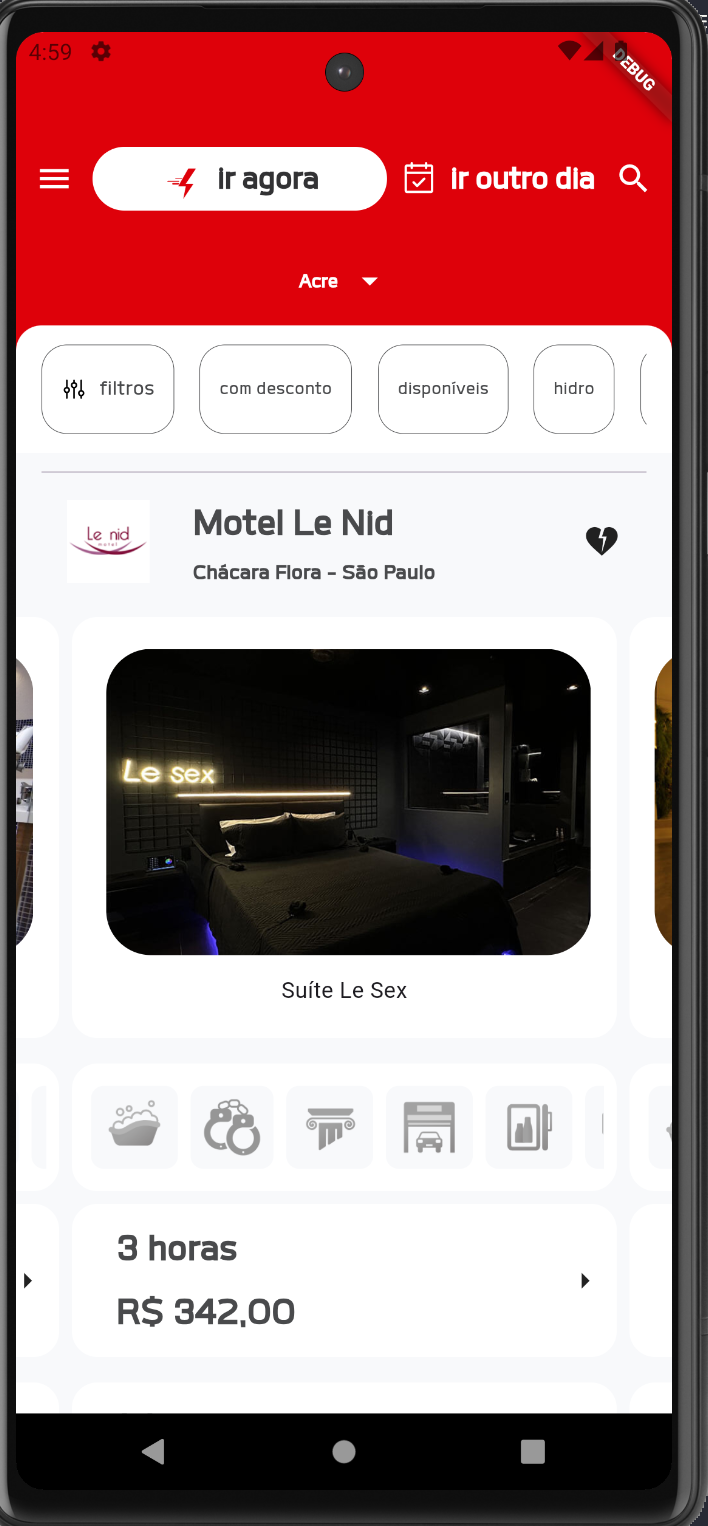 4:59
DEBUG
ir agora
ir outro dia
Acre
filtros
com desconto
disponíveis
hidro
Le nid
motel
Motel Le Nid
Chácara Flora - São Paulo
Le sex
Suíte Le Sex
3 horas
R$ 342,00